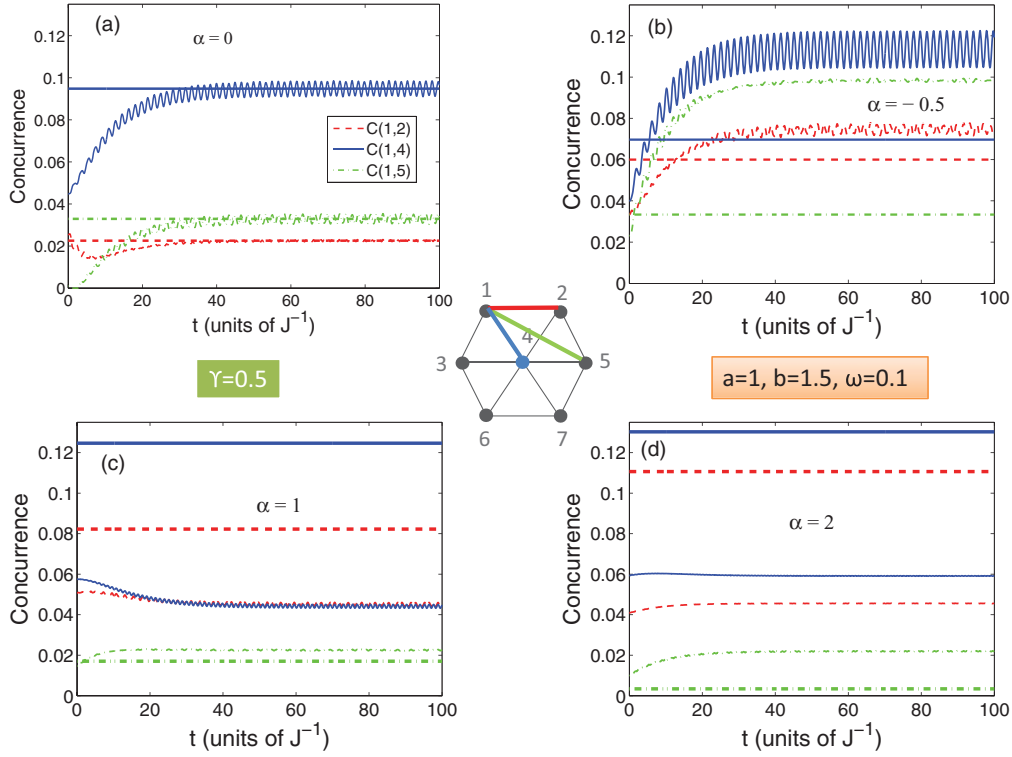 (a)
α = 0
0.12
0.1
0.08
0.06
0.04
0.02
0
Concurrence
C(1,2)
C(1,4)
C(1,5)
0 20 40 60 80 100
t (units of J⁻¹)
(b)
α = − 0.5
0.12
0.1
0.08
0.06
0.04
0.02
0
Concurrence
0 20 40 60 80 100
t (units of J⁻¹)
1 2
4
3 5
6 7
ϒ=0.5
a=1, b=1.5, ω=0.1
(c)
α = 1
0.12
0.1
0.08
0.06
0.04
0.02
0
Concurrence
0 20 40 60 80 100
t (units of J⁻¹)
(d)
α = 2
0.12
0.1
0.08
0.06
0.04
0.02
0
Concurrence
0 20 40 60 80 100
t (units of J⁻¹)